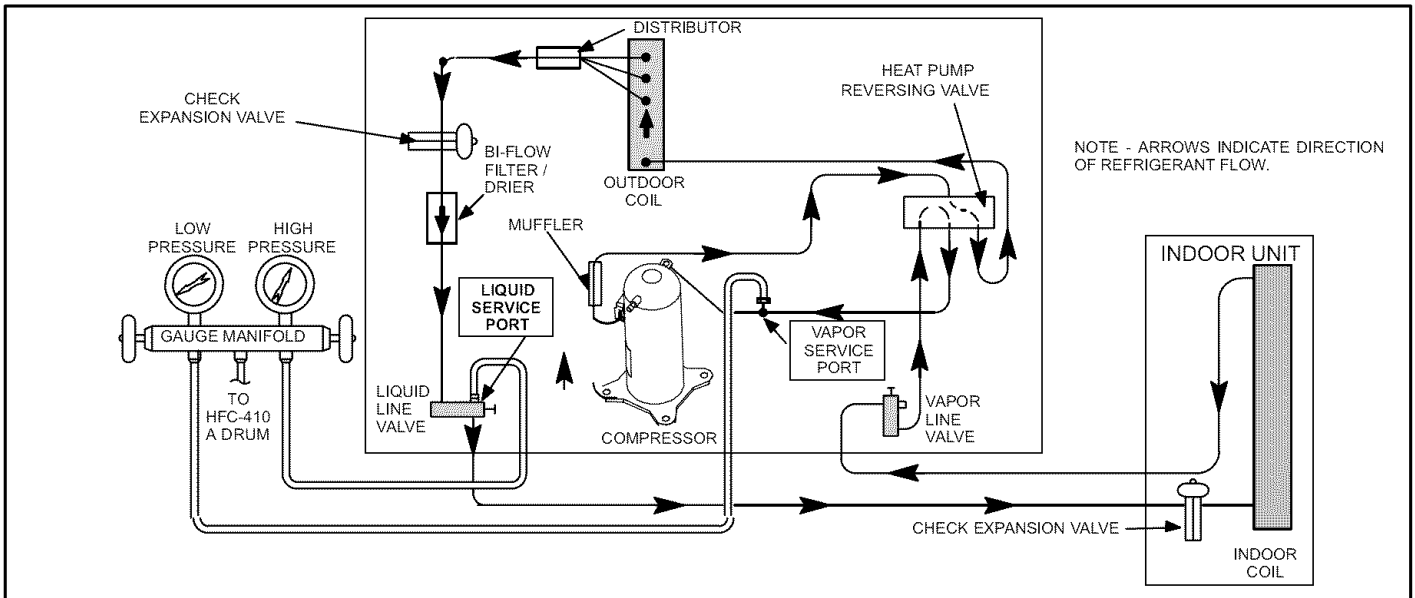 DISTRIBUTOR
CHECK
EXPANSION VALVE
BI-FLOW
FILTER /
DRIER
OUTDOOR
COIL
HEAT PUMP
REVERSING VALVE
NOTE - ARROWS INDICATE DIRECTION
OF REFRIGERANT FLOW.
LOW
PRESSURE
HIGH
PRESSURE
GAUGE MANIFOLD
TO
HFC-410
A DRUM
MUFFLER
LIQUID
SERVICE
PORT
LIQUID
LINE
VALVE
COMPRESSOR
VAPOR
SERVICE
PORT
VAPOR
LINE
VALVE
INDOOR UNIT
CHECK EXPANSION VALVE
INDOOR
COIL